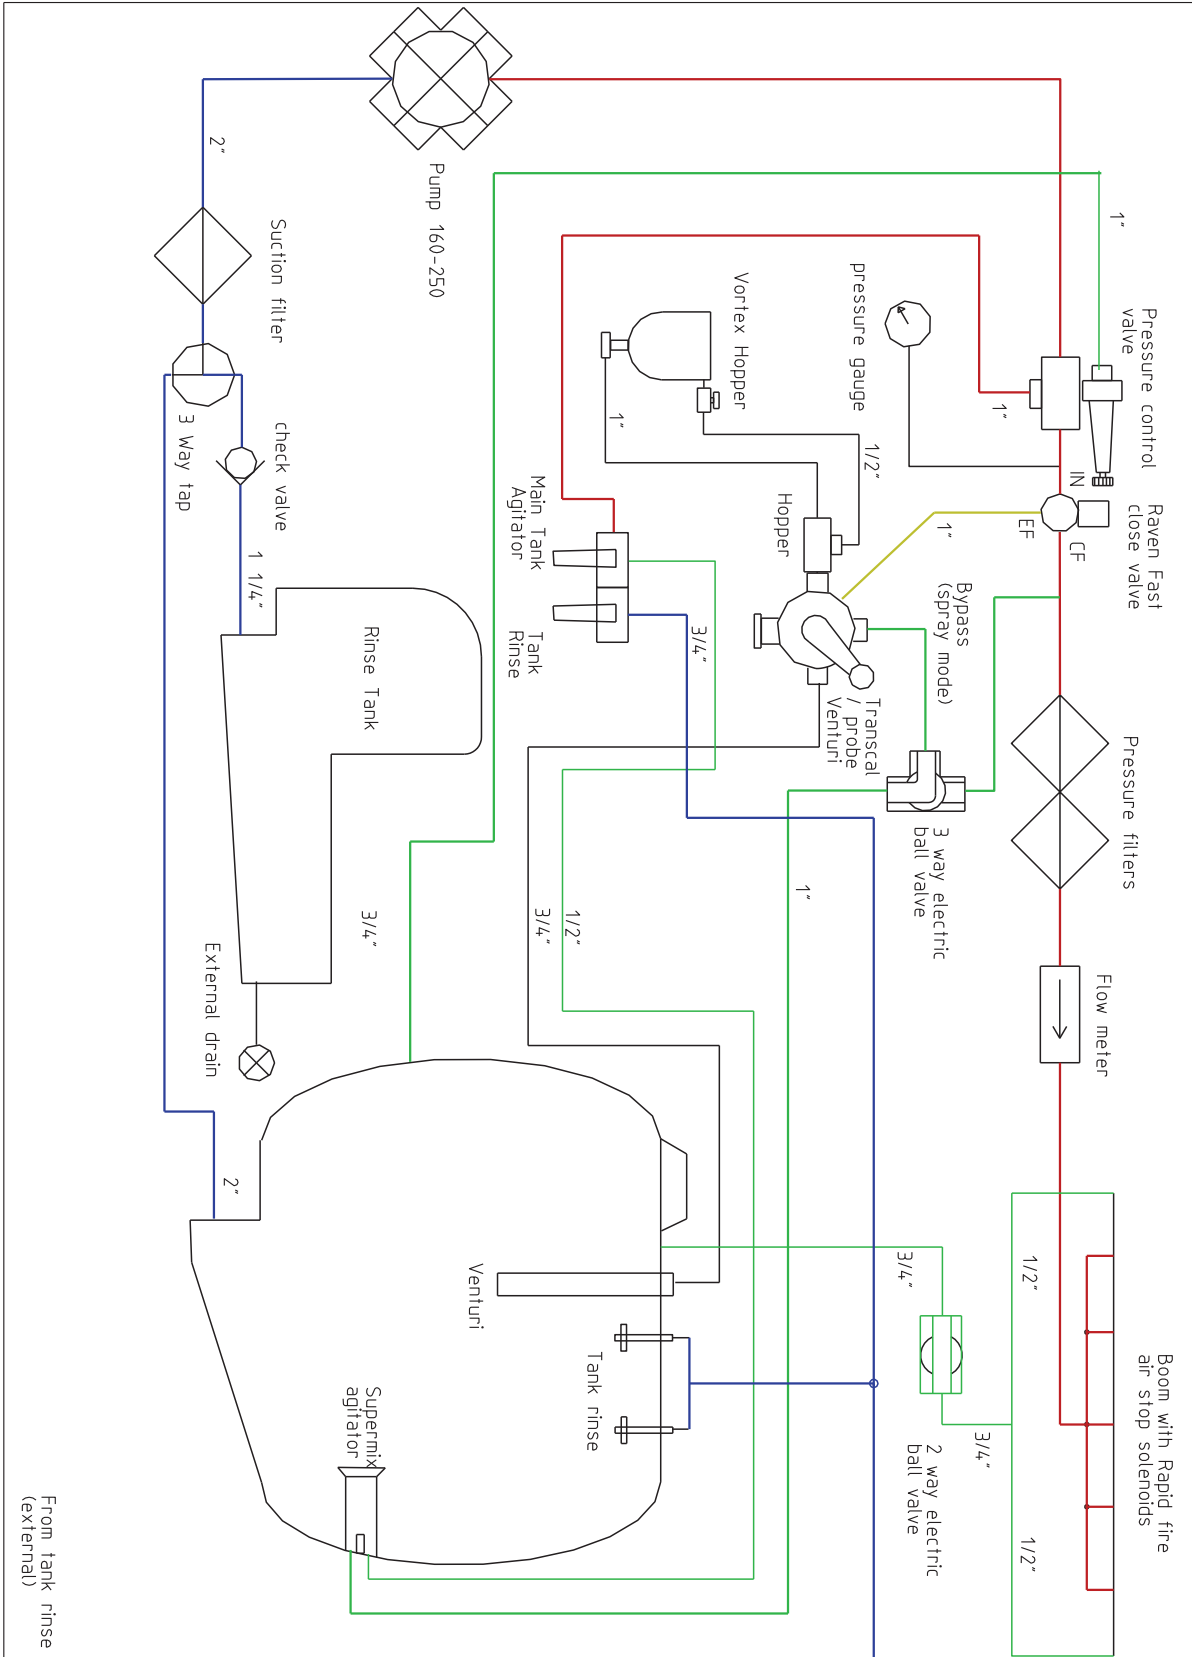 Boom with Rapid fire
air stop solenoids
Pressure control
valve
Raven Fast
close valve
Pressure filters
Flow meter
1"
IN
CF
EF
1"
pressure gauge
1/2"
1/2"
3/4"
2 way electric
ball valve
3/4"
3 way electric
ball valve
Bypass
(spray mode)
1"
1/2"
Transcal
/ probe
Venturi
1"
Hopper
Vortex Hopper
1"
3/4"
Main Tank
Agitator
Tank
Rinse
1/2"
3/4"
Tank rinse
Venturi
Pump 160-250
Supermix
agitator
3/4"
Rinse Tank
Suction filter
check valve
1 1/4"
2"
3 Way tap
External drain
2"
From tank rinse
(external)